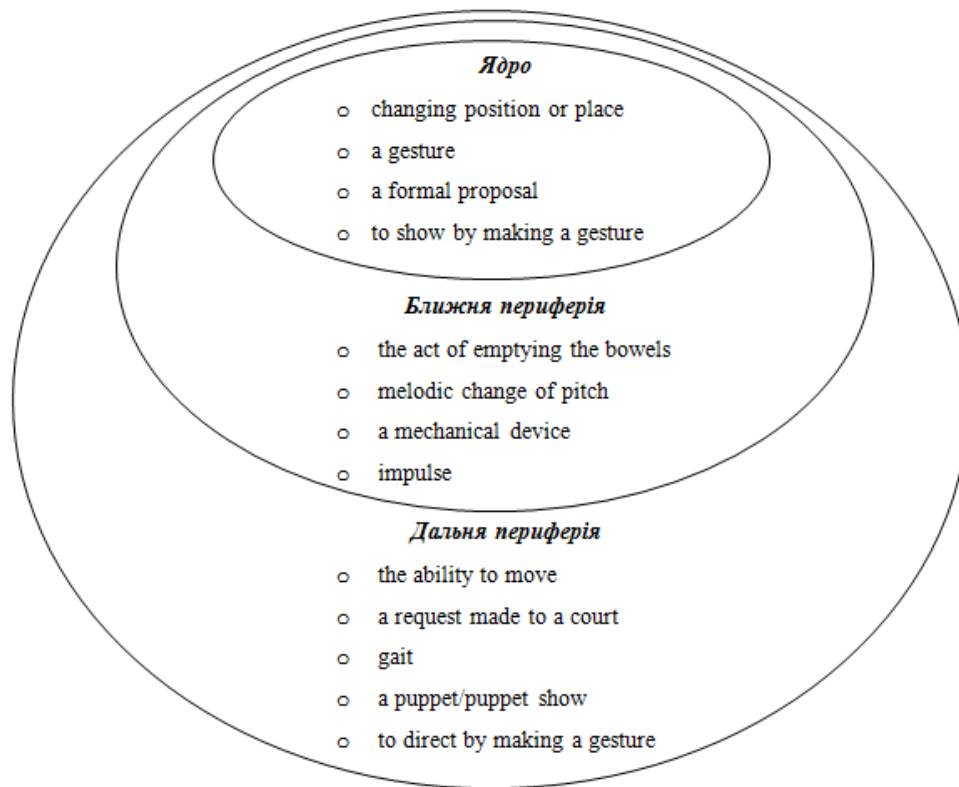 Ядро
o changing position or place
o a gesture
o a formal proposal
o to show by making a gesture
Ближня периферія
o the act of emptying the bowels
o melodic change of pitch
o a mechanical device
o impulse
Дальня периферія
o the ability to move
o a request made to a court
o gait
o a puppet/puppet show
o to direct by making a gesture